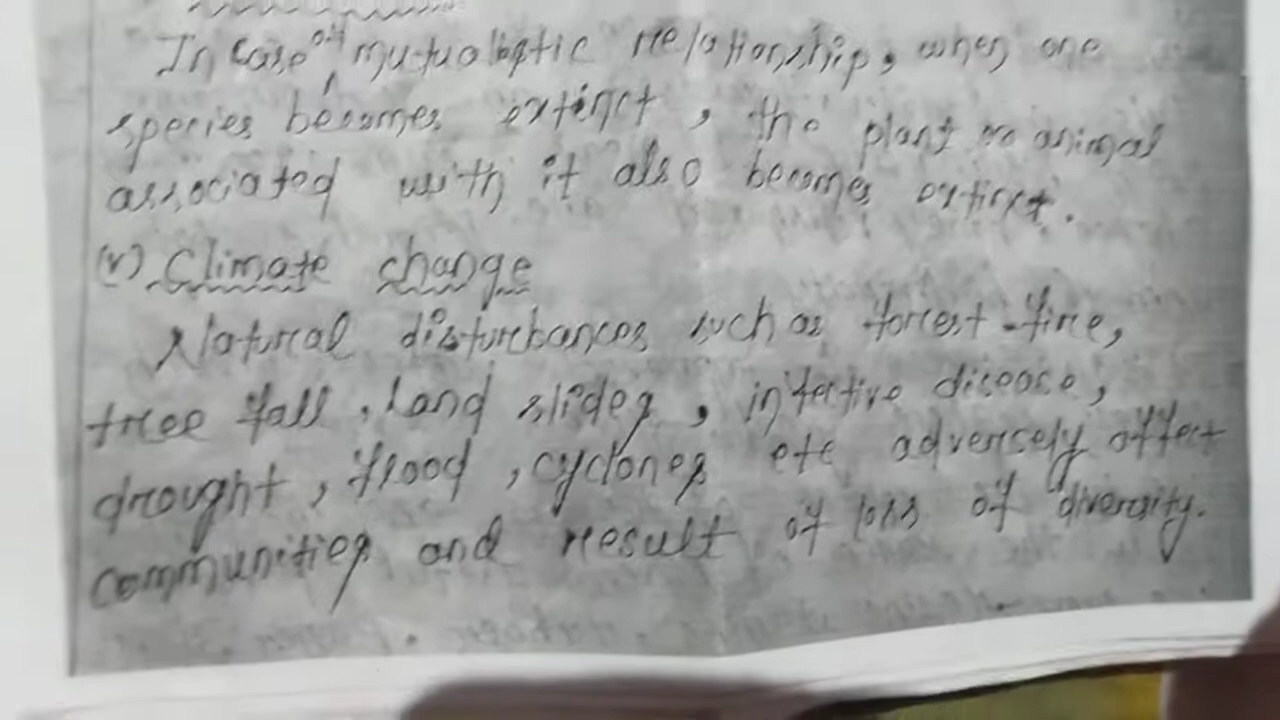 In case of mutualistic relationship, when one
species becomes extinct, the plant or animal
associated with it also becomes extinct.
(v) Climate change
Natural disturbances such as forest-fire,
tree fall, land slides, infective disease,
drought, flood, cyclones etc adversely affect
communities and result of loss of diversity.